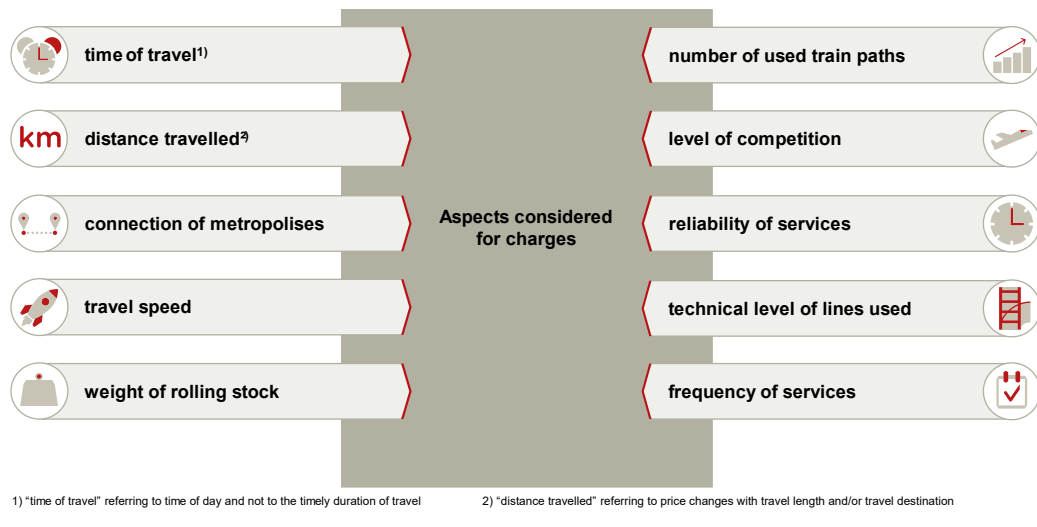 time of travel¹⁾
km
distance travelled²⁾
connection of metropolises
travel speed
weight of rolling stock
Aspects considered
for charges
number of used train paths
level of competition
reliability of services
technical level of lines used
frequency of services
1) “time of travel” referring to time of day and not to the timely duration of travel
2) “distance travelled” referring to price changes with travel length and/or travel destination